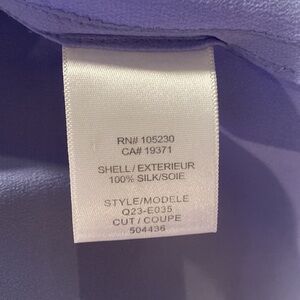 RN# 105230
CA# 19371
SHELL / EXTERIEUR
100% SILK/SOIE
STYLE/MODELE
Q23-E035
CUT / COUPE
504436